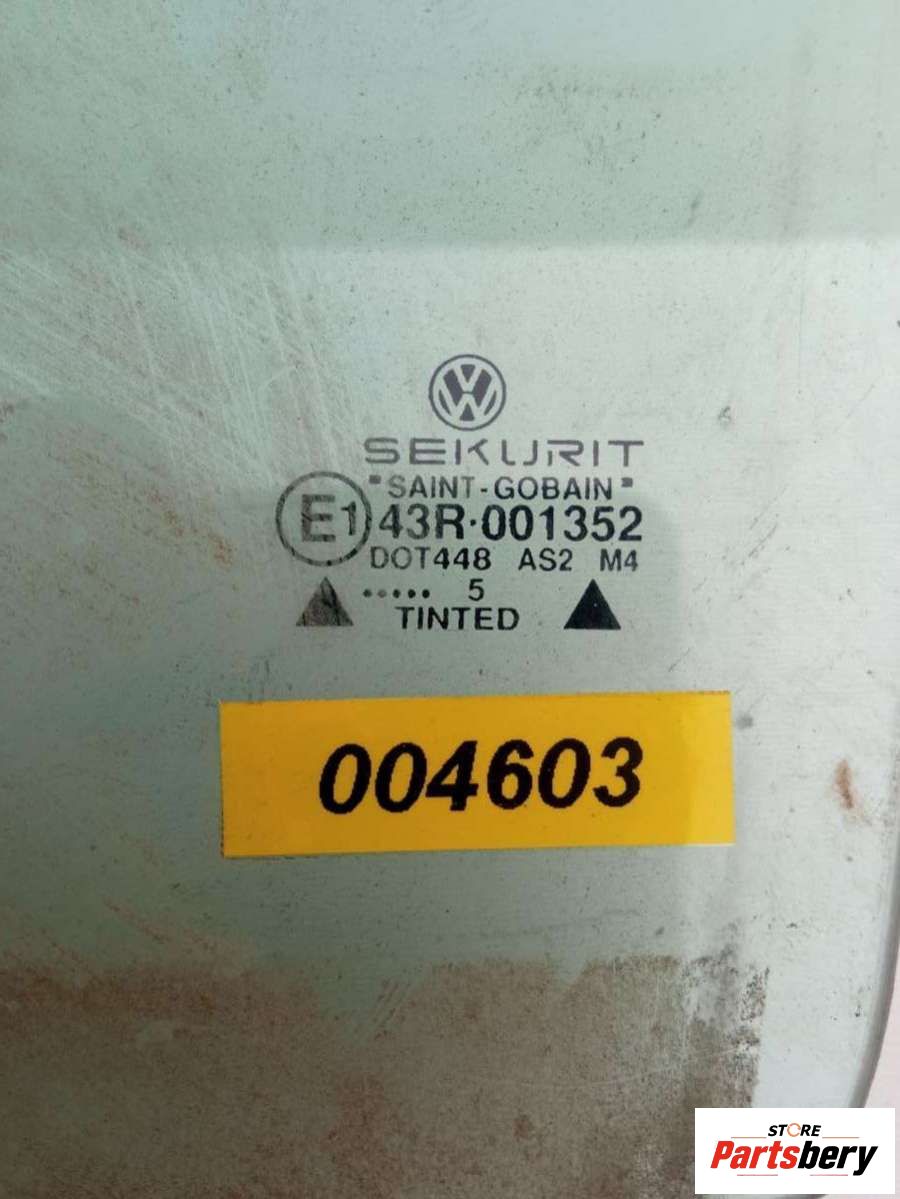 SEKURIT
"SAINT-GOBAIN"
E1 43R·001352
DOT448 AS2 M4
..... 5
TINTED
004603
STORE
Partsbery